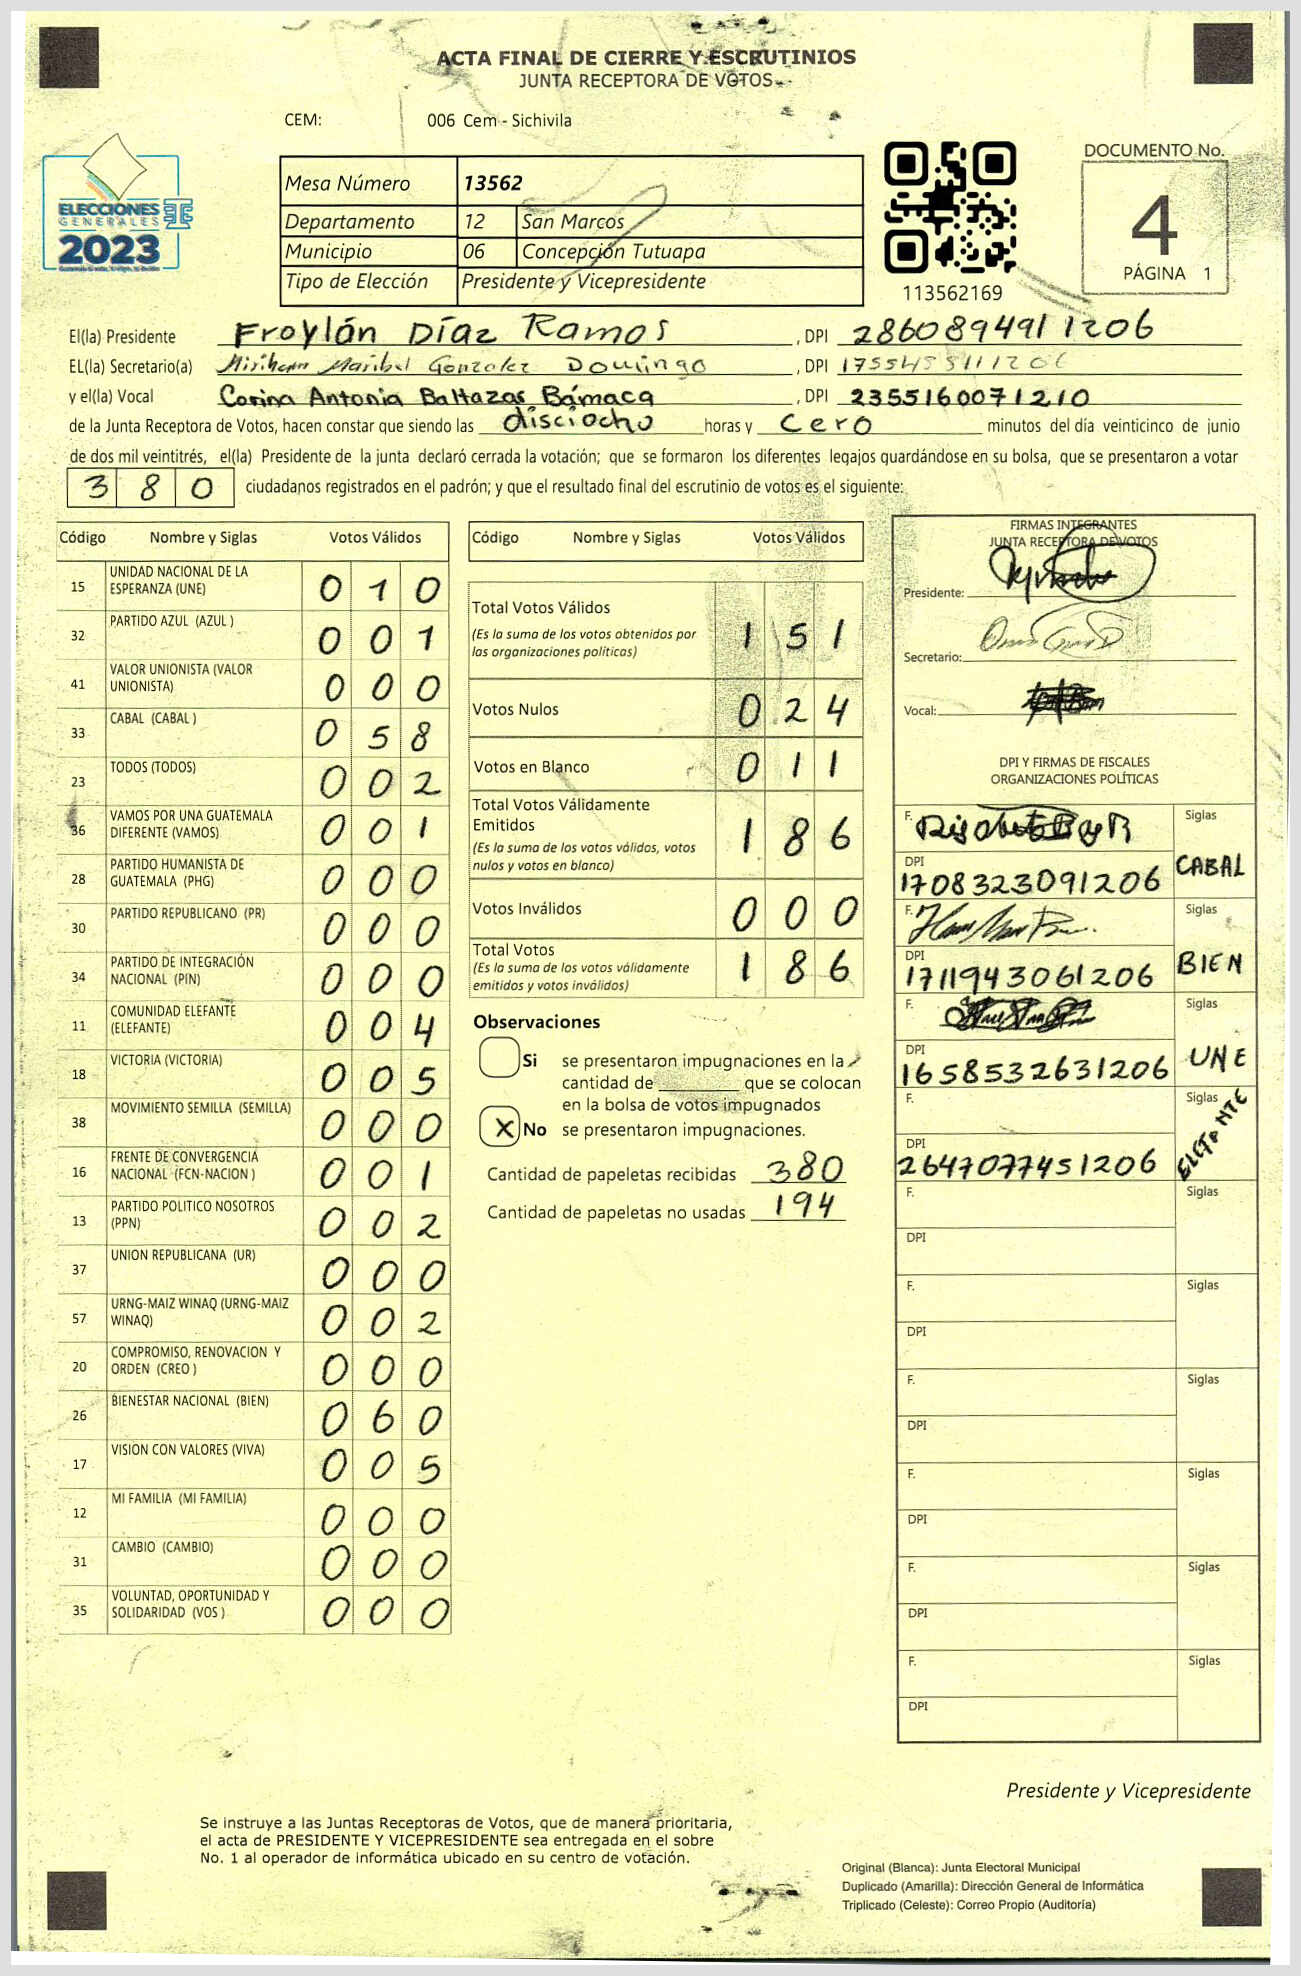 ACTA FINAL DE CIERRE Y ESCRUTINIOS
JUNTA RECEPTORA DE VOTOS
CEM: 006 Cem - Sichivila
ELECCIONES
GENERALES
2023
Mesa Número 13562
Departamento 12 San Marcos
Municipio 06 Concepción Tutuapa
Tipo de Elección Presidente y Vicepresidente
113562169
DOCUMENTO No.
4
PÁGINA 1
El(la) Presidente Froylán Díaz Ramos, DPI 2860894911206
EL(la) Secretario(a) Maribel Gonzalez Domingo, DPI
y el(la) Vocal Corina Antonia Baltazar Bámaca, DPI 2355160071210
de la Junta Receptora de Votos, hacen constar que siendo las disciocho horas y cero minutos del día veinticinco de junio
de dos mil veintitrés, el(la) Presidente de la junta declaró cerrada la votación; que se formaron los diferentes legajos guardándose en su bolsa, que se presentaron a votar
380 ciudadanos registrados en el padrón; y que el resultado final del escrutinio de votos es el siguiente:
Código Nombre y Siglas Votos Válidos
15 UNIDAD NACIONAL DE LA ESPERANZA (UNE) 0 1 0
32 PARTIDO AZUL (AZUL ) 0 0 1
41 VALOR UNIONISTA (VALOR UNIONISTA) 0 0 0
33 CABAL (CABAL ) 0 5 8
23 TODOS (TODOS) 0 0 2
36 VAMOS POR UNA GUATEMALA DIFERENTE (VAMOS) 0 0 1
28 PARTIDO HUMANISTA DE GUATEMALA (PHG) 0 0 0
30 PARTIDO REPUBLICANO (PR) 0 0 0
34 PARTIDO DE INTEGRACIÓN NACIONAL (PIN) 0 0 0
11 COMUNIDAD ELEFANTE (ELEFANTE) 0 0 4
18 VICTORIA (VICTORIA) 0 0 5
38 MOVIMIENTO SEMILLA (SEMILLA) 0 0 0
16 FRENTE DE CONVERGENCIA NACIONAL (FCN-NACION ) 0 0 1
13 PARTIDO POLITICO NOSOTROS (PPN) 0 0 2
37 UNION REPUBLICANA (UR) 0 0 0
57 URNG-MAIZ WINAQ (URNG-MAIZ WINAQ) 0 0 2
20 COMPROMISO, RENOVACION Y ORDEN (CREO ) 0 0 0
26 BIENESTAR NACIONAL (BIEN) 0 6 0
17 VISION CON VALORES (VIVA) 0 0 5
12 MI FAMILIA (MI FAMILIA) 0 0 0
31 CAMBIO (CAMBIO) 0 0 0
35 VOLUNTAD, OPORTUNIDAD Y SOLIDARIDAD (VOS ) 0 0 0
Código Nombre y Siglas Votos Válidos
Total Votos Válidos 1 5 1
(Es la suma de los votos obtenidos por
las organizaciones políticas)
Votos Nulos 0 2 4
Votos en Blanco 0 1 1
Total Votos Válidamente
Emitidos 1 8 6
(Es la suma de los votos válidos, votos
nulos y votos en blanco)
Votos Inválidos 0 0 0
Total Votos 1 8 6
(Es la suma de los votos válidamente
emitidos y votos inválidos)
Observaciones
Si se presentaron impugnaciones en la
cantidad de ________ que se colocan
en la bolsa de votos impugnados
X No se presentaron impugnaciones.
Cantidad de papeletas recibidas 380
Cantidad de papeletas no usadas 194
FIRMAS INTEGRANTES
JUNTA RECEPTORA DE VOTOS
Presidente:
Secretario:
Vocal:
DPI Y FIRMAS DE FISCALES
ORGANIZACIONES POLÍTICAS
F. Siglas
DPI CABAL
1708323091206
F. Siglas
DPI BIEN
1711943061206
F. Siglas
DPI UNE
1658532631206
F. Siglas
DPI
2647077451206
F. Siglas
DPI
F. Siglas
DPI
F. Siglas
DPI
F. Siglas
DPI
F. Siglas
DPI
F. Siglas
DPI
Presidente y Vicepresidente
Se instruye a las Juntas Receptoras de Votos, que de manera prioritaria,
el acta de PRESIDENTE Y VICEPRESIDENTE sea entregada en el sobre
No. 1 al operador de informática ubicado en su centro de votación.
Original (Blanca): Junta Electoral Municipal
Duplicado (Amarilla): Dirección General de Informática
Triplicado (Celeste): Correo Propio (Auditoría)